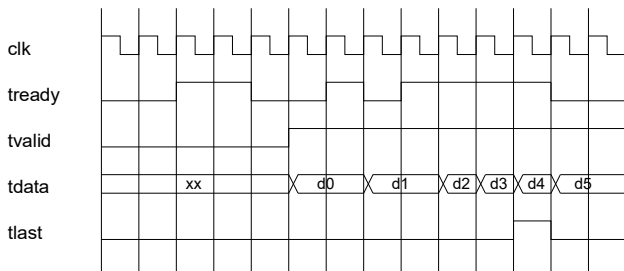 clk
tready
tvalid
tdata xx d0 d1 d2 d3 d4 d5
tlast